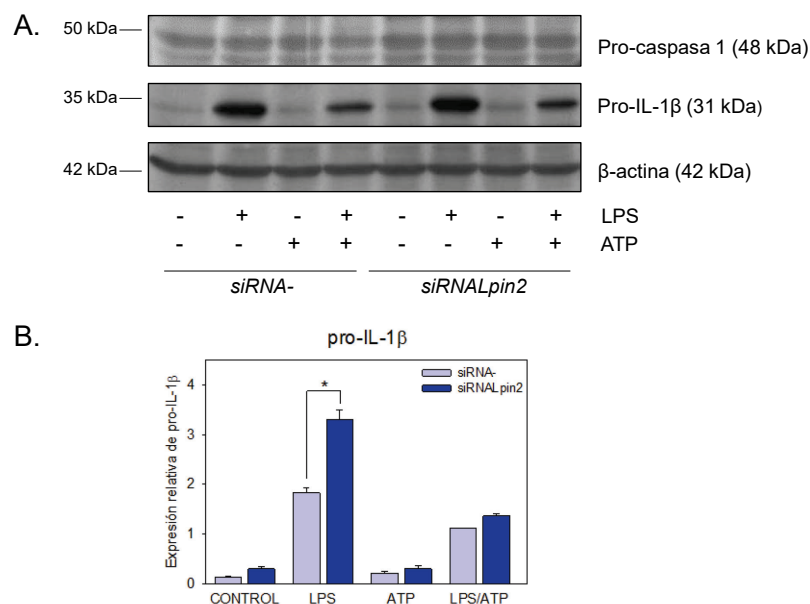 A.
50 kDa
Pro-caspasa 1 (48 kDa)
35 kDa
Pro-IL-1β (31 kDa)
42 kDa
β-actina (42 kDa)
- + - + - + - + LPS
- - + + - - + + ATP
siRNA- siRNALpin2
B.
pro-IL-1β
siRNA-
siRNALpin2
*
Expresión relativa de pro-IL-1β
4
3
2
1
0
CONTROL LPS ATP LPS/ATP